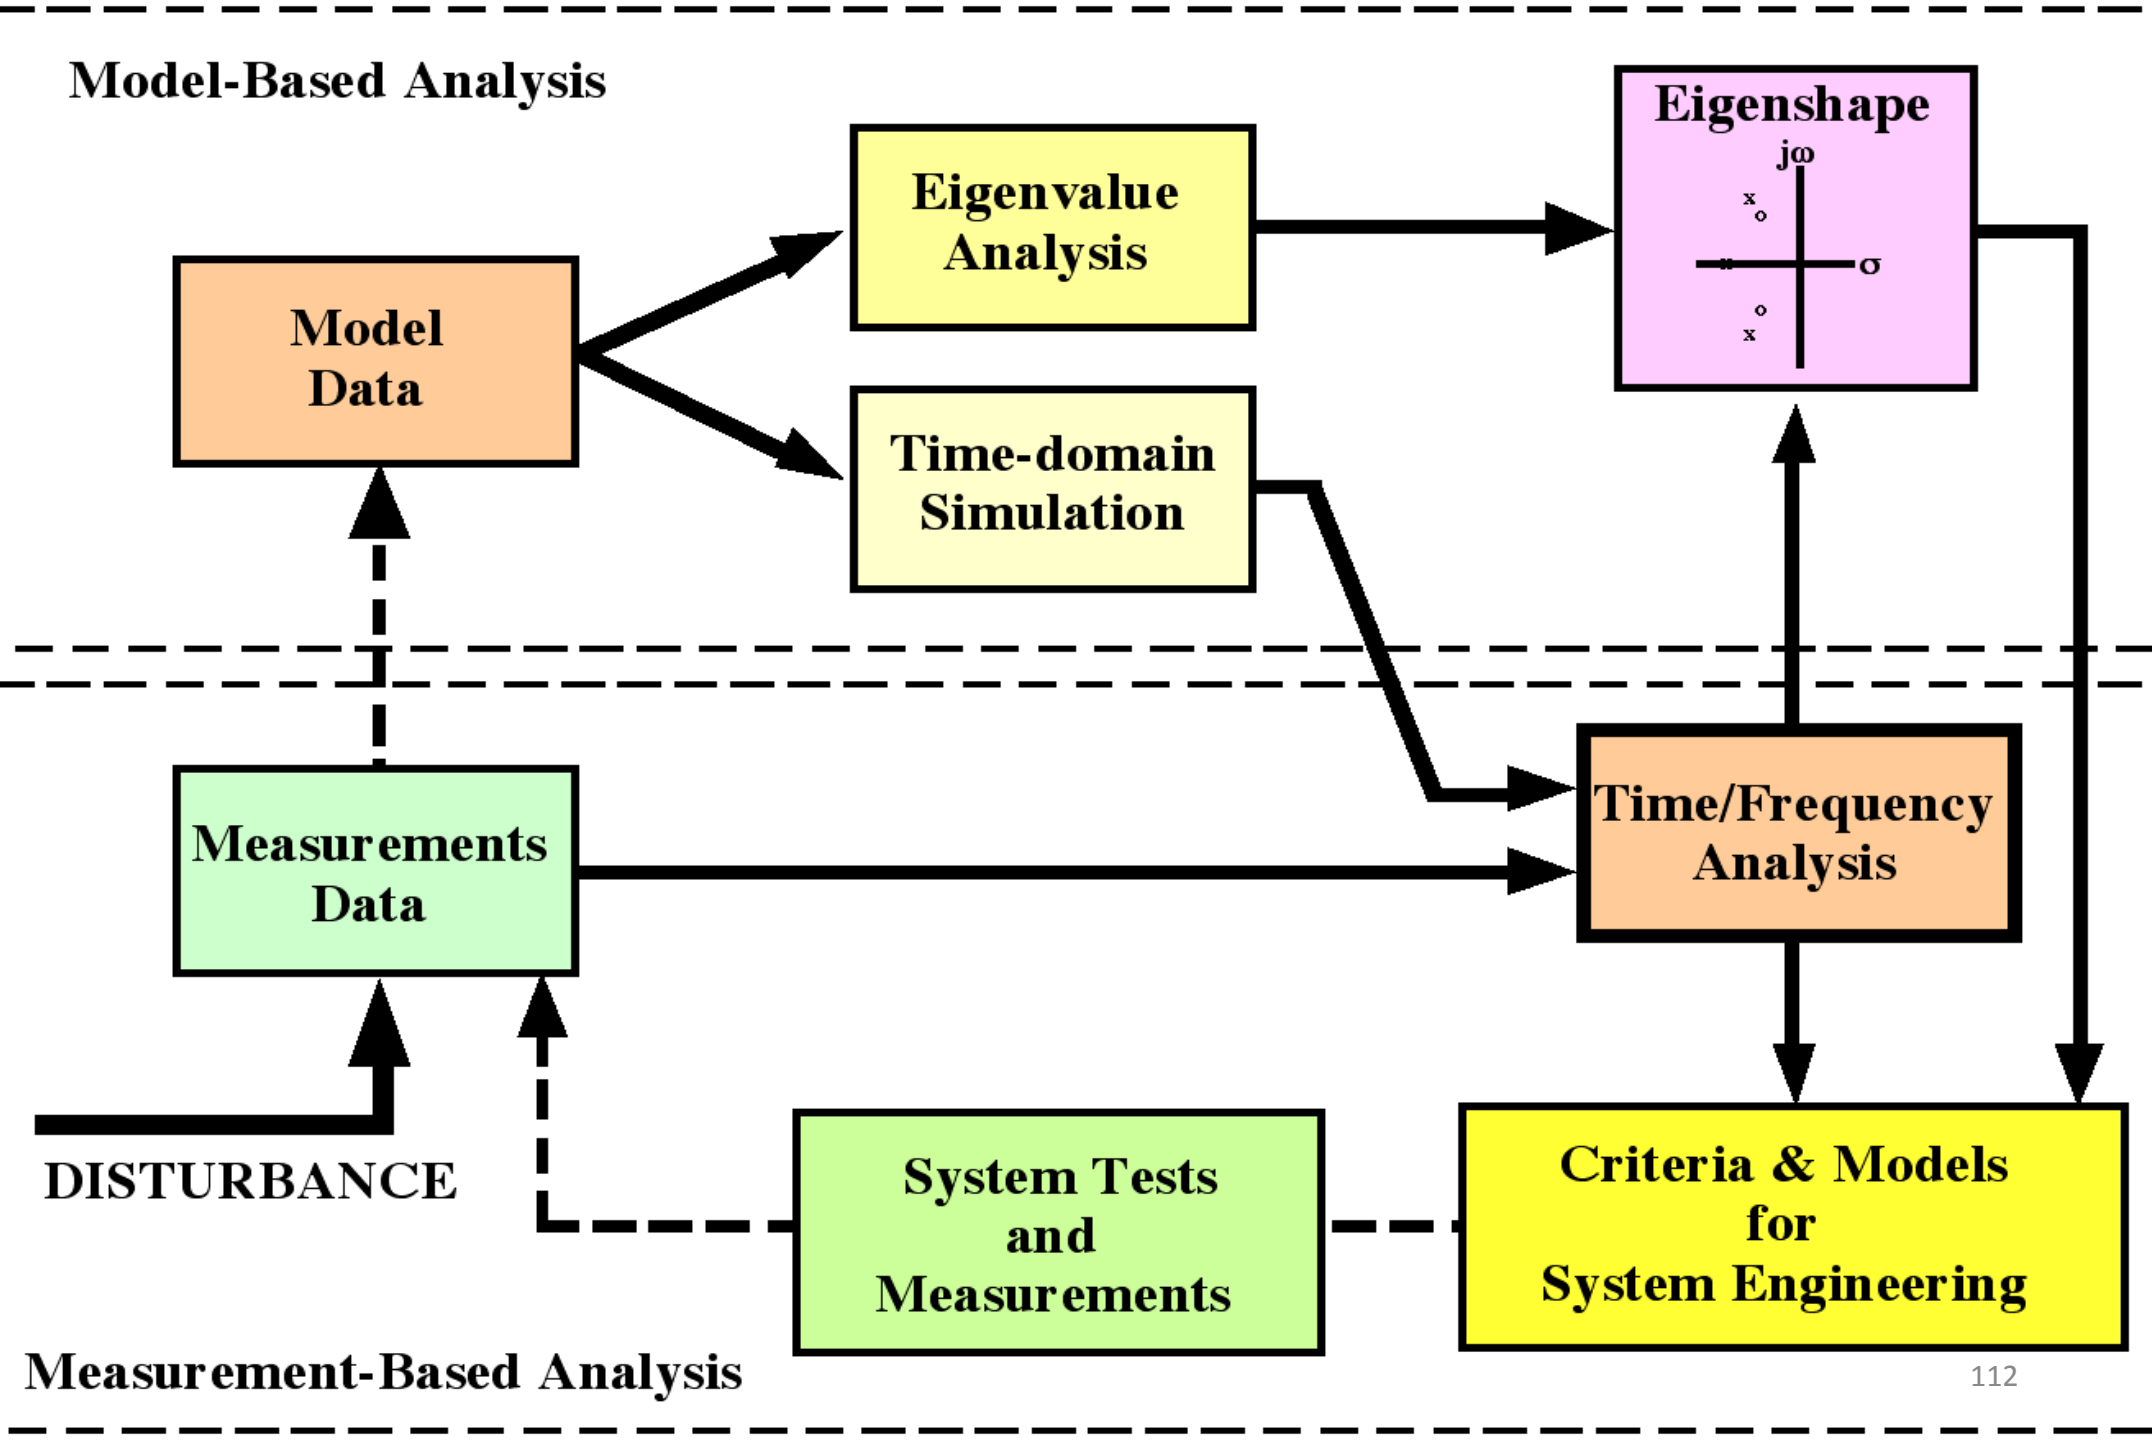 Model-Based Analysis
Eigenshape
jω
x
o
σ
o
x
Eigenvalue
Analysis
Model
Data
Time-domain
Simulation
Time/Frequency
Analysis
Measurements
Data
DISTURBANCE
System Tests
and
Measurements
Criteria & Models
for
System Engineering
Measurement-Based Analysis
112